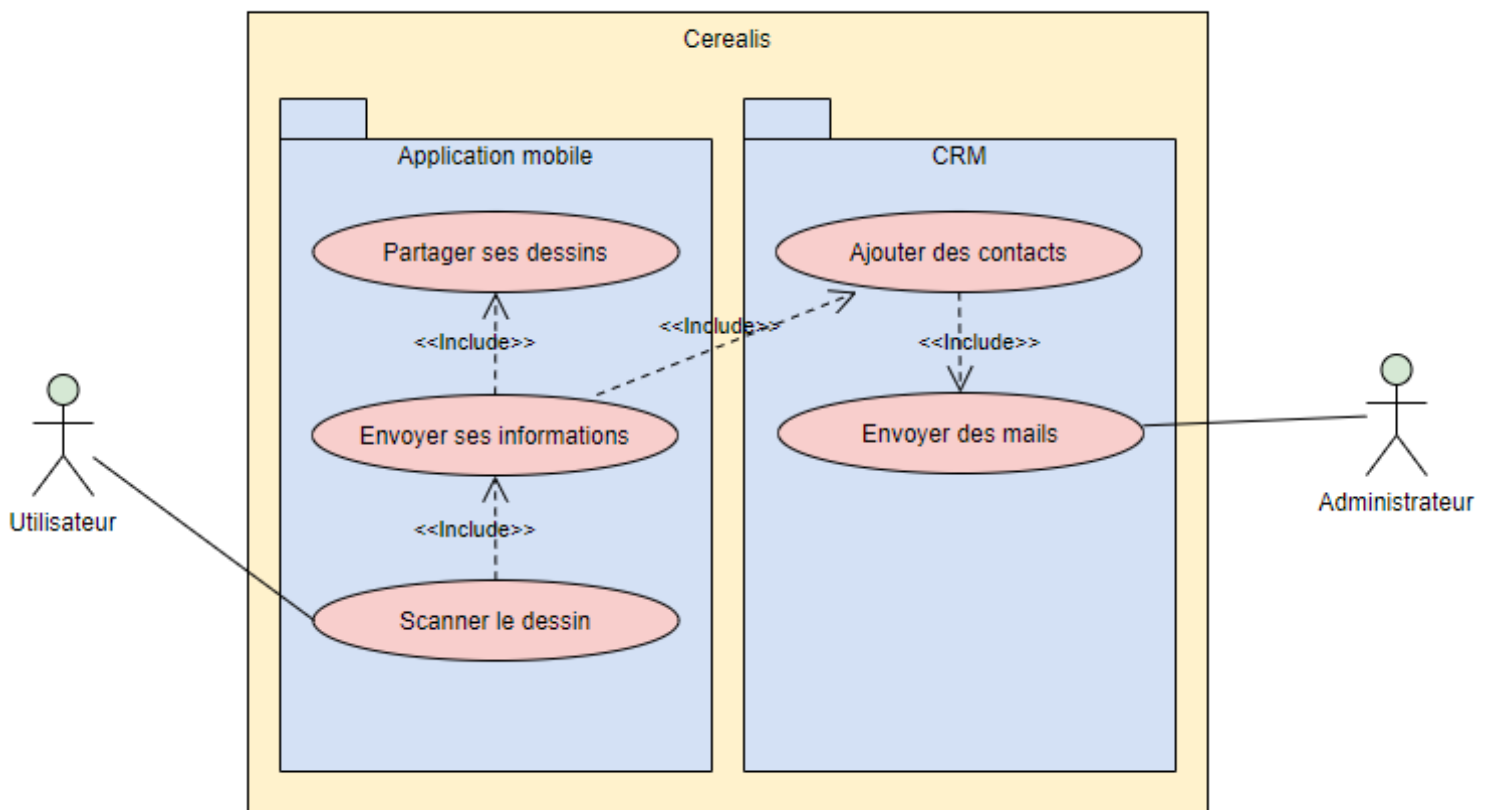 Cerealis
Application mobile
CRM
Partager ses dessins
Ajouter des contacts
<<Include>>
<<Include>>
<<Include>>
Envoyer ses informations
Envoyer des mails
Utilisateur
Administrateur
<<Include>>
Scanner le dessin